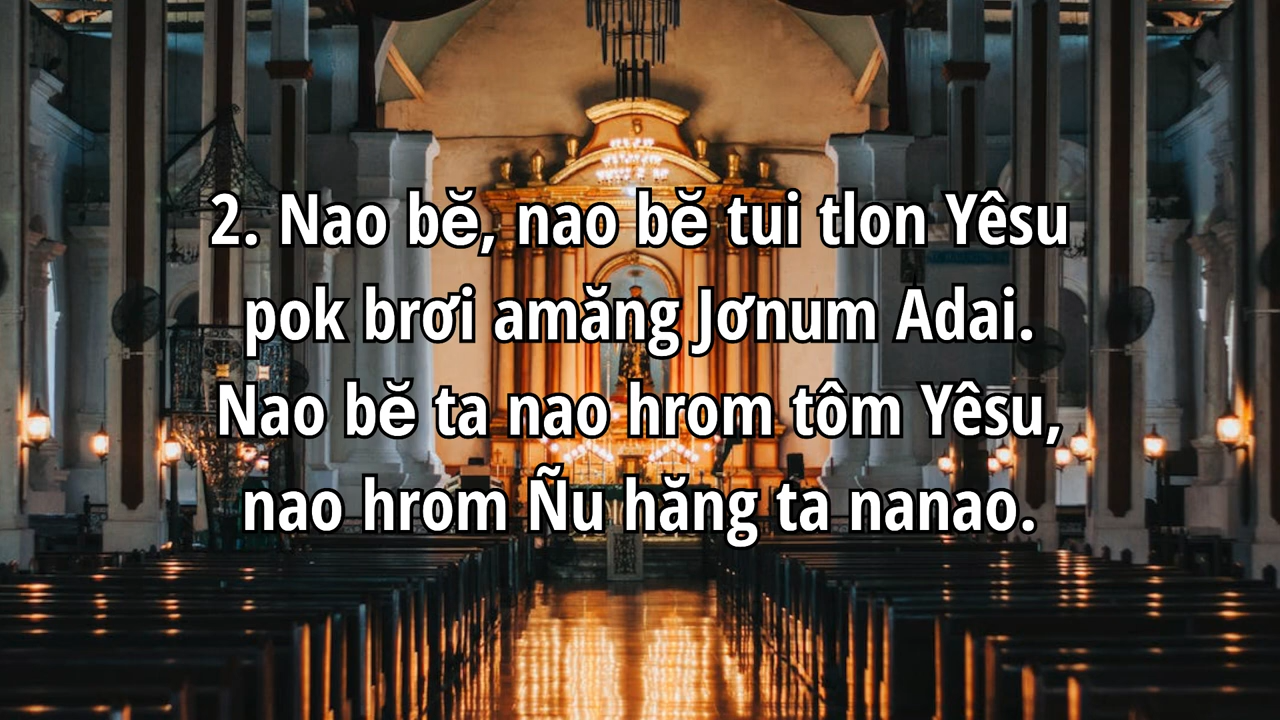 2. Nao bĕ, nao bĕ tui tlon Yêsu
pok brơi amăng Jơnum Adai.
Nao bĕ ta nao hrom tôm Yêsu,
nao hrom Ñu hăng ta nanao.